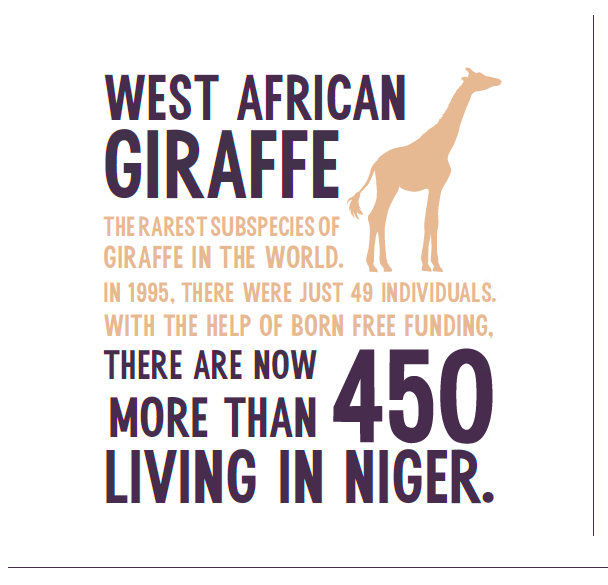 WEST AFRICAN
GIRAFFE
THE RAREST SUBSPECIES OF
GIRAFFE IN THE WORLD.
IN 1995, THERE WERE JUST 49 INDIVIDUALS.
WITH THE HELP OF BORN FREE FUNDING,
THERE ARE NOW
MORE THAN 450
LIVING IN NIGER.